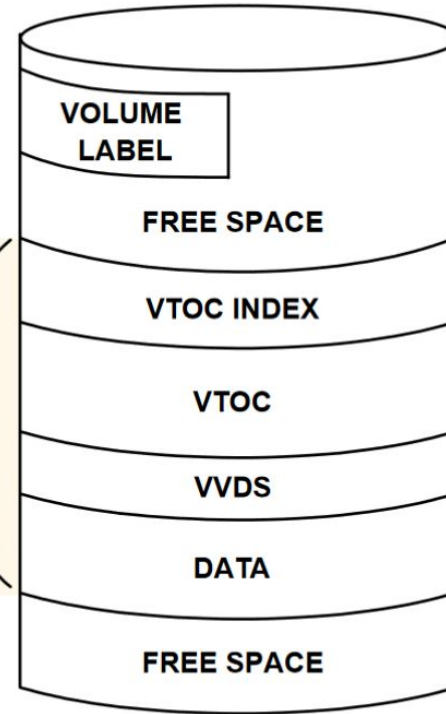 VOLUME
LABEL
FREE SPACE
VTOC INDEX
VTOC
VVDS
DATA
FREE SPACE